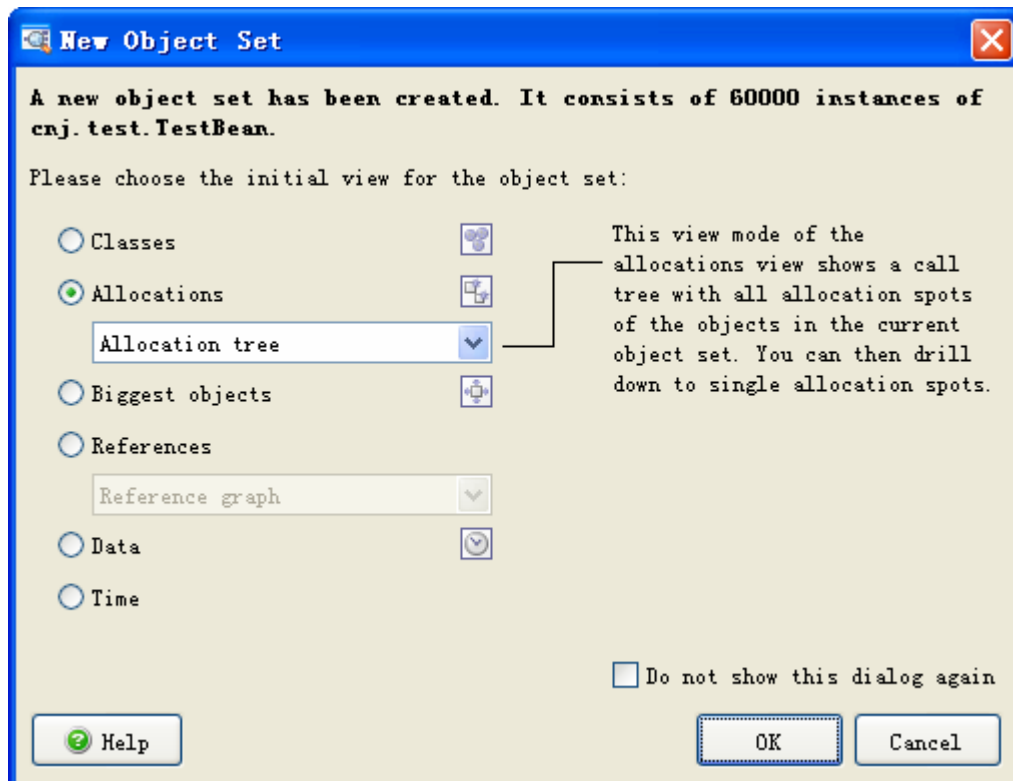 New Object Set
A new object set has been created. It consists of 60000 instances of
cnj.test.TestBean.
Please choose the initial view for the object set:
Classes
Allocations
Allocation tree
Biggest objects
References
Reference graph
Data
Time
This view mode of the
allocations view shows a call
tree with all allocation spots
of the objects in the current
object set. You can then drill
down to single allocation spots.
Do not show this dialog again
Help
OK
Cancel